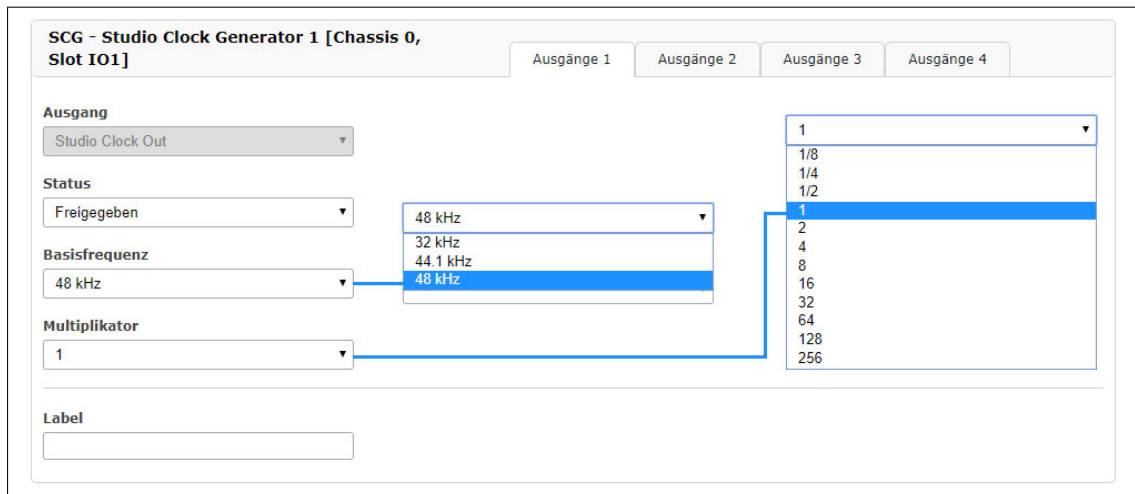 SCG - Studio Clock Generator 1 [Chassis 0,
Slot IO1]
Ausgänge 1
Ausgänge 2
Ausgänge 3
Ausgänge 4
Ausgang
Studio Clock Out
Status
Freigegeben
Basisfrequenz
48 kHz
Multiplikator
1
48 kHz
32 kHz
44.1 kHz
48 kHz
1
1/8
1/4
1/2
1
2
4
8
16
32
64
128
256
Label